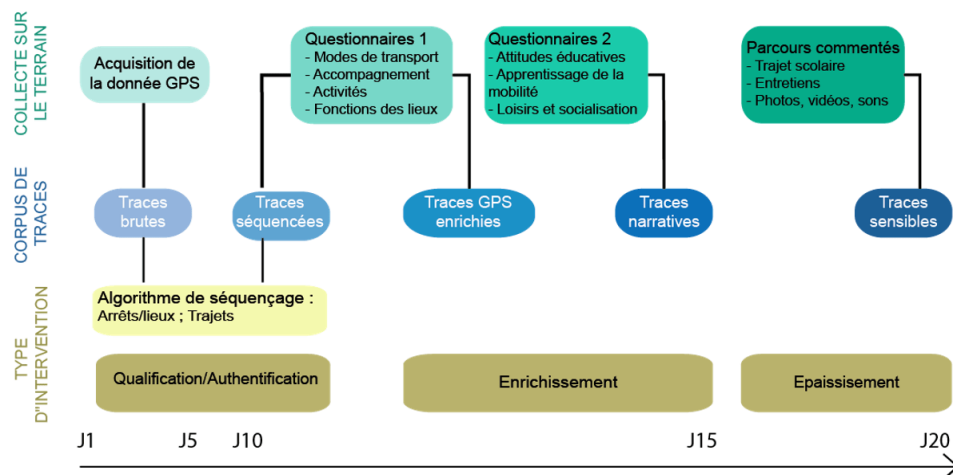 COLLECTE SUR
LE TERRAIN
Acquisition de
la donnée GPS
Questionnaires 1
- Modes de transport
- Accompagnement
- Activités
- Fonctions des lieux
Questionnaires 2
- Attitudes éducatives
- Apprentissage de la
mobilité
- Loisirs et socialisation
Parcours commentés
- Trajet scolaire
- Entretiens
- Photos, vidéos, sons
CORPUS DE
TRACES
Traces
brutes
Traces
séquencées
Traces GPS
enrichies
Traces
narratives
Traces
sensibles
TYPE
D"INTERVENTION
Algorithme de séquençage :
Arrêts/lieux ; Trajets
Qualification/Authentification
Enrichissement
Epaissisement
J1
J5
J10
J15
J20